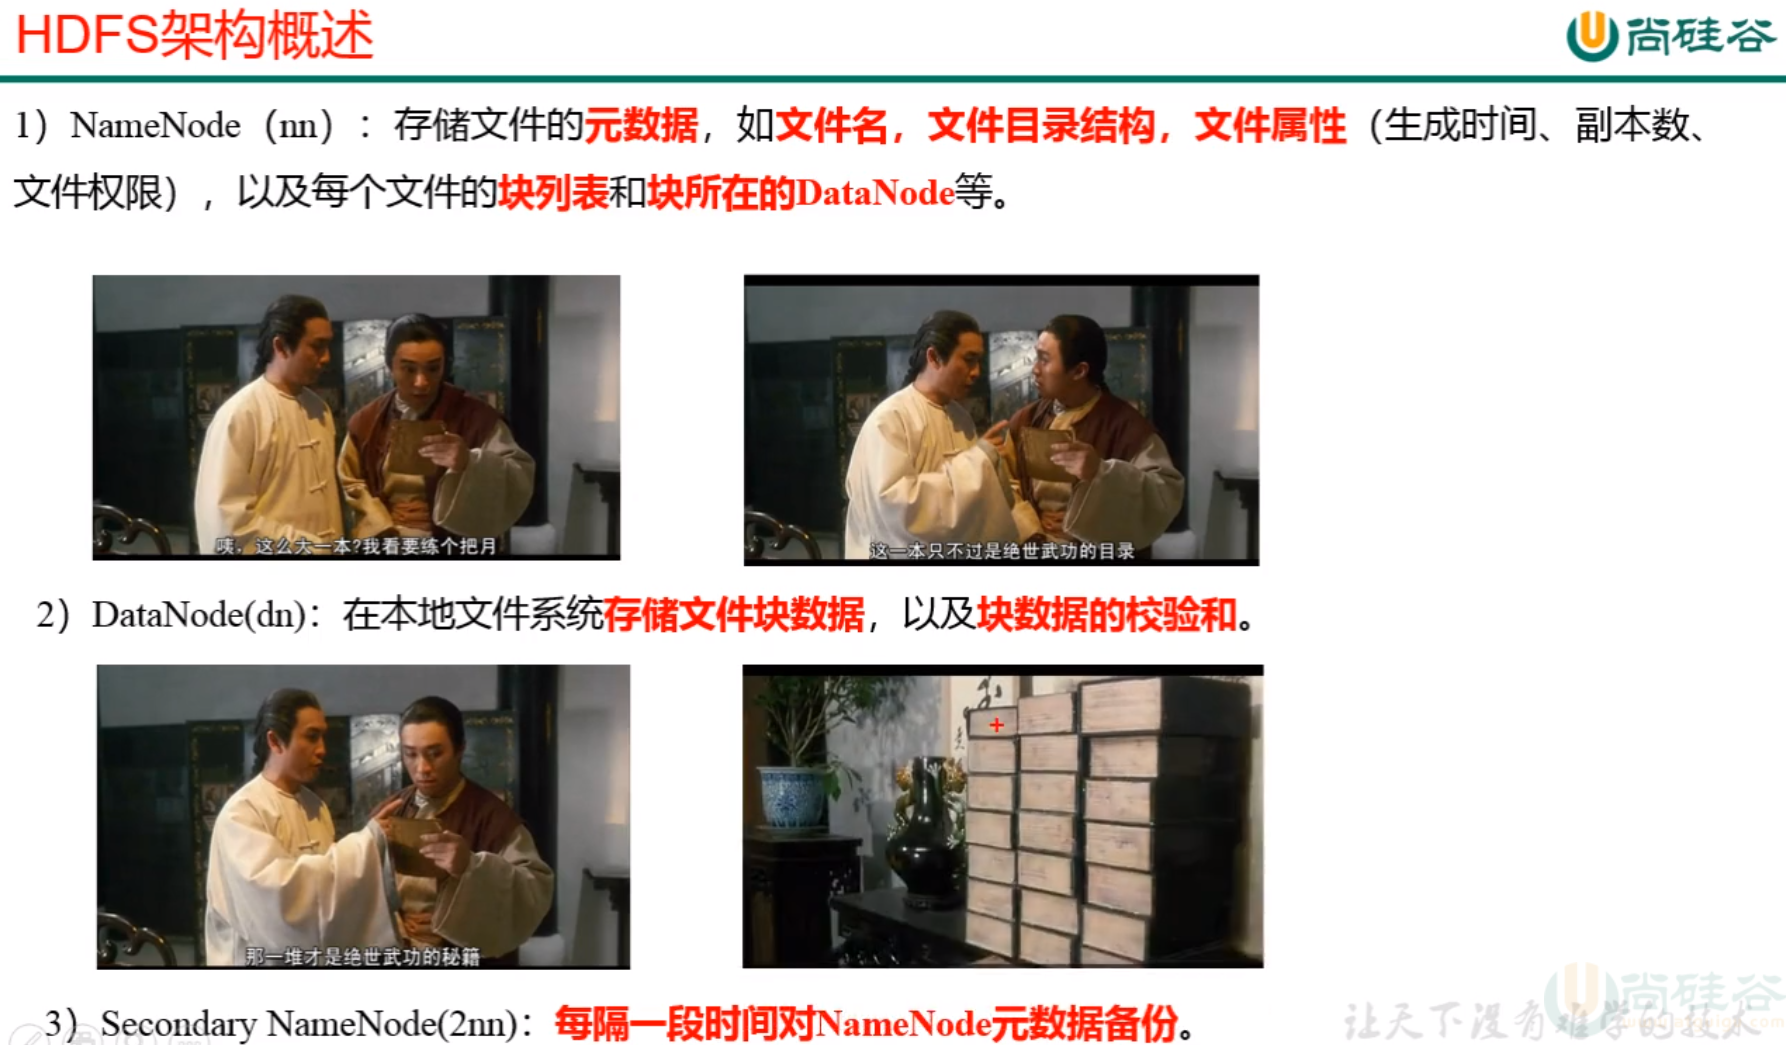 HDFS架构概述
尚硅谷
1）NameNode（nn）：存储文件的元数据，如文件名，文件目录结构，文件属性（生成时间、副本数、
文件权限），以及每个文件的块列表和块所在的DataNode等。
咦，这么大一本?我看要练个把月
这一本只不过是绝世武功的目录
2）DataNode(dn)：在本地文件系统存储文件块数据，以及块数据的校验和。
那一堆才是绝世武功的秘籍
3）Secondary NameNode(2nn)：每隔一段时间对NameNode元数据备份。
尚硅谷
让天下没有难学的技术